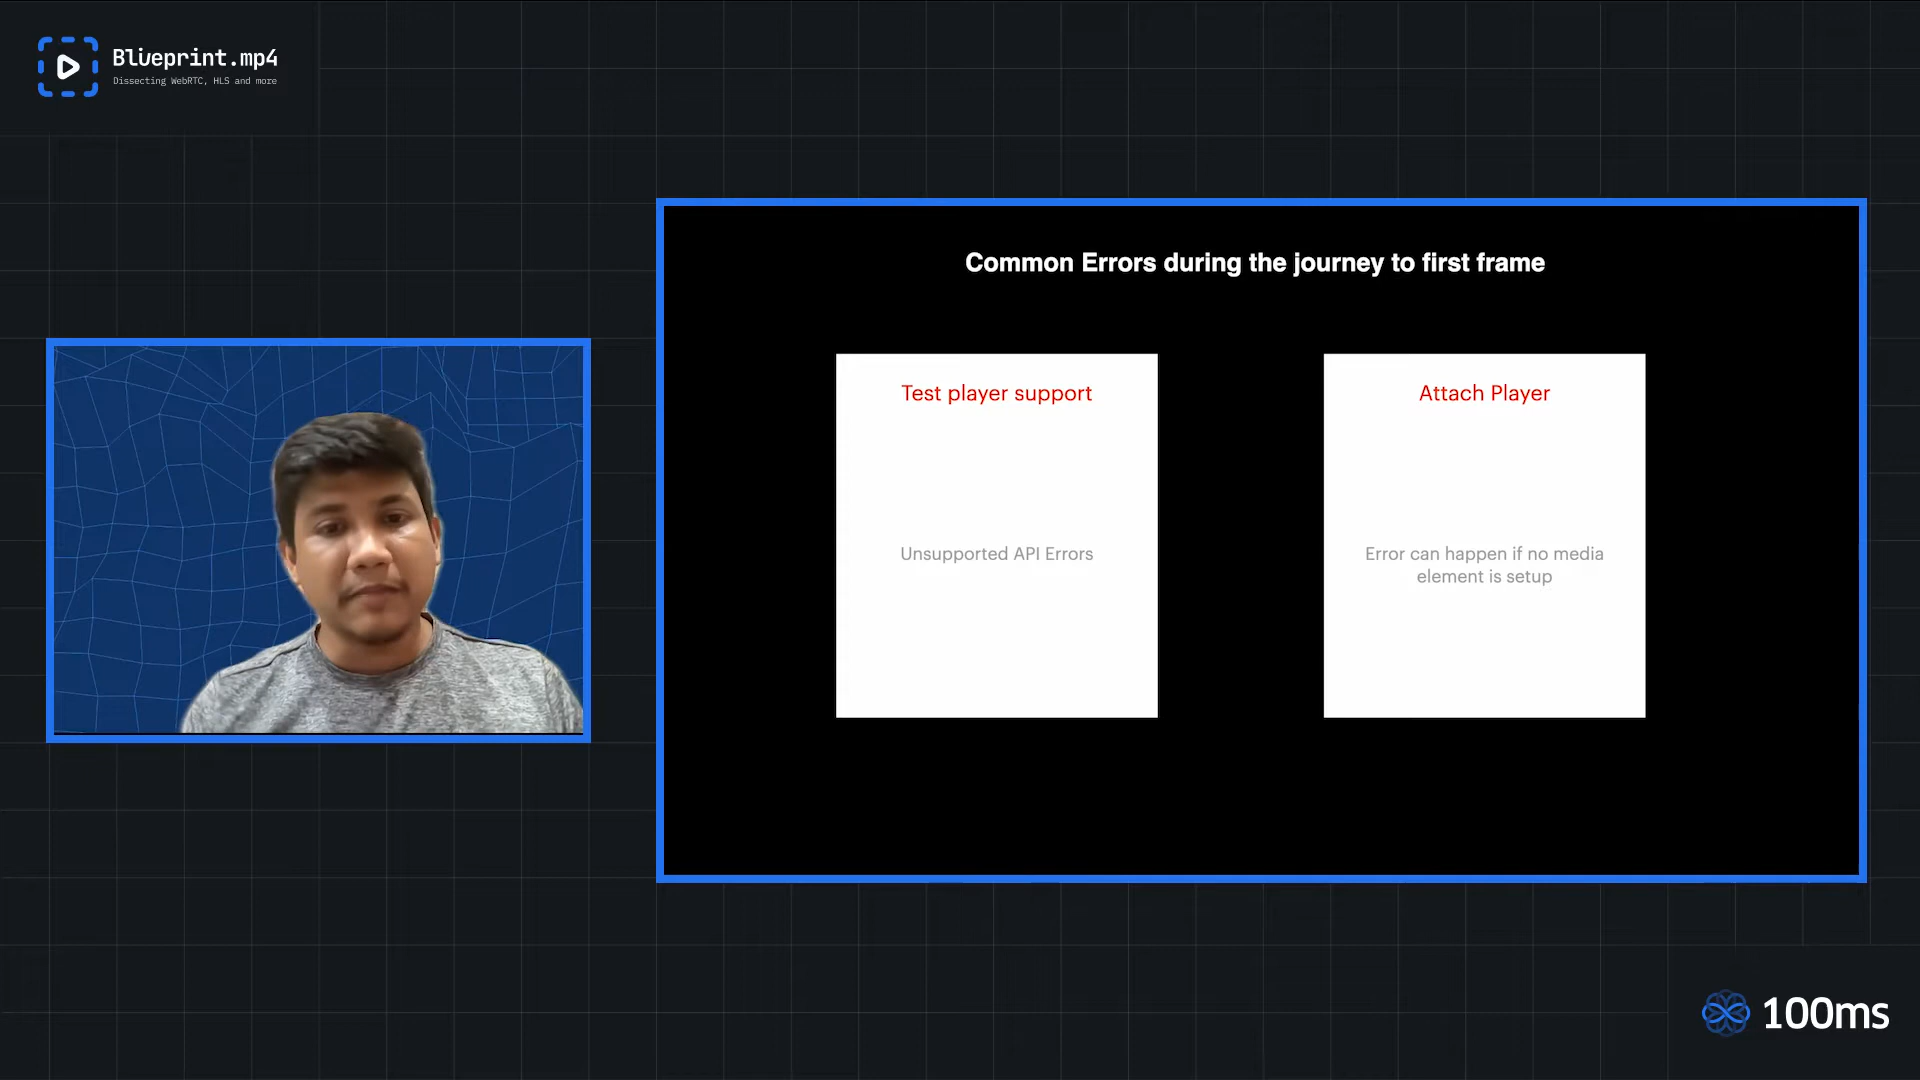 Blueprint.mp4
Dissecting WebRTC, HLS and more
Common Errors during the journey to first frame
Test player support
Unsupported API Errors
Attach Player
Error can happen if no media
element is setup
100ms